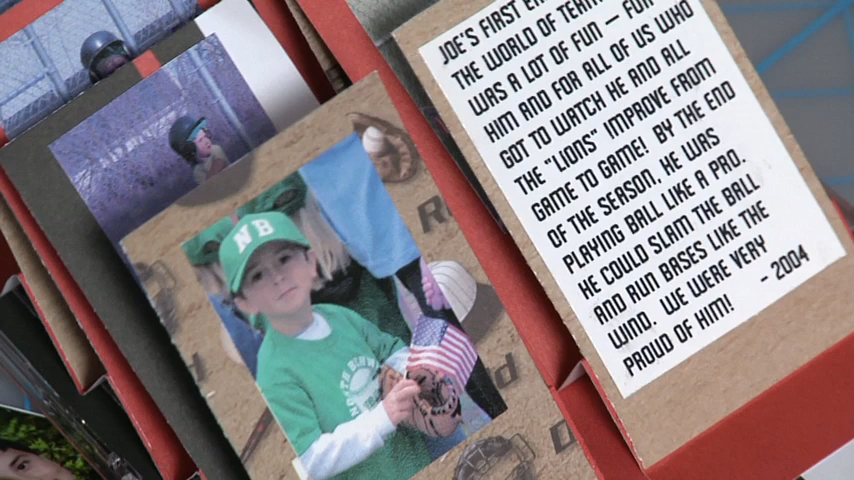 JOE'S FIRST
THE WORLD OF TEAM
WAS A LOT OF FUN – FOR
HIM AND FOR ALL OF US WHO
GOT TO WATCH HE AND ALL
THE "LIONS" IMPROVE FROM
GAME TO GAME! BY THE END
OF THE SEASON, HE WAS
PLAYING BALL LIKE A PRO.
HE COULD SLAM THE BALL
AND RUN BASES LIKE THE
WIND. WE WERE VERY
PROUD OF HIM! - 2004
NB